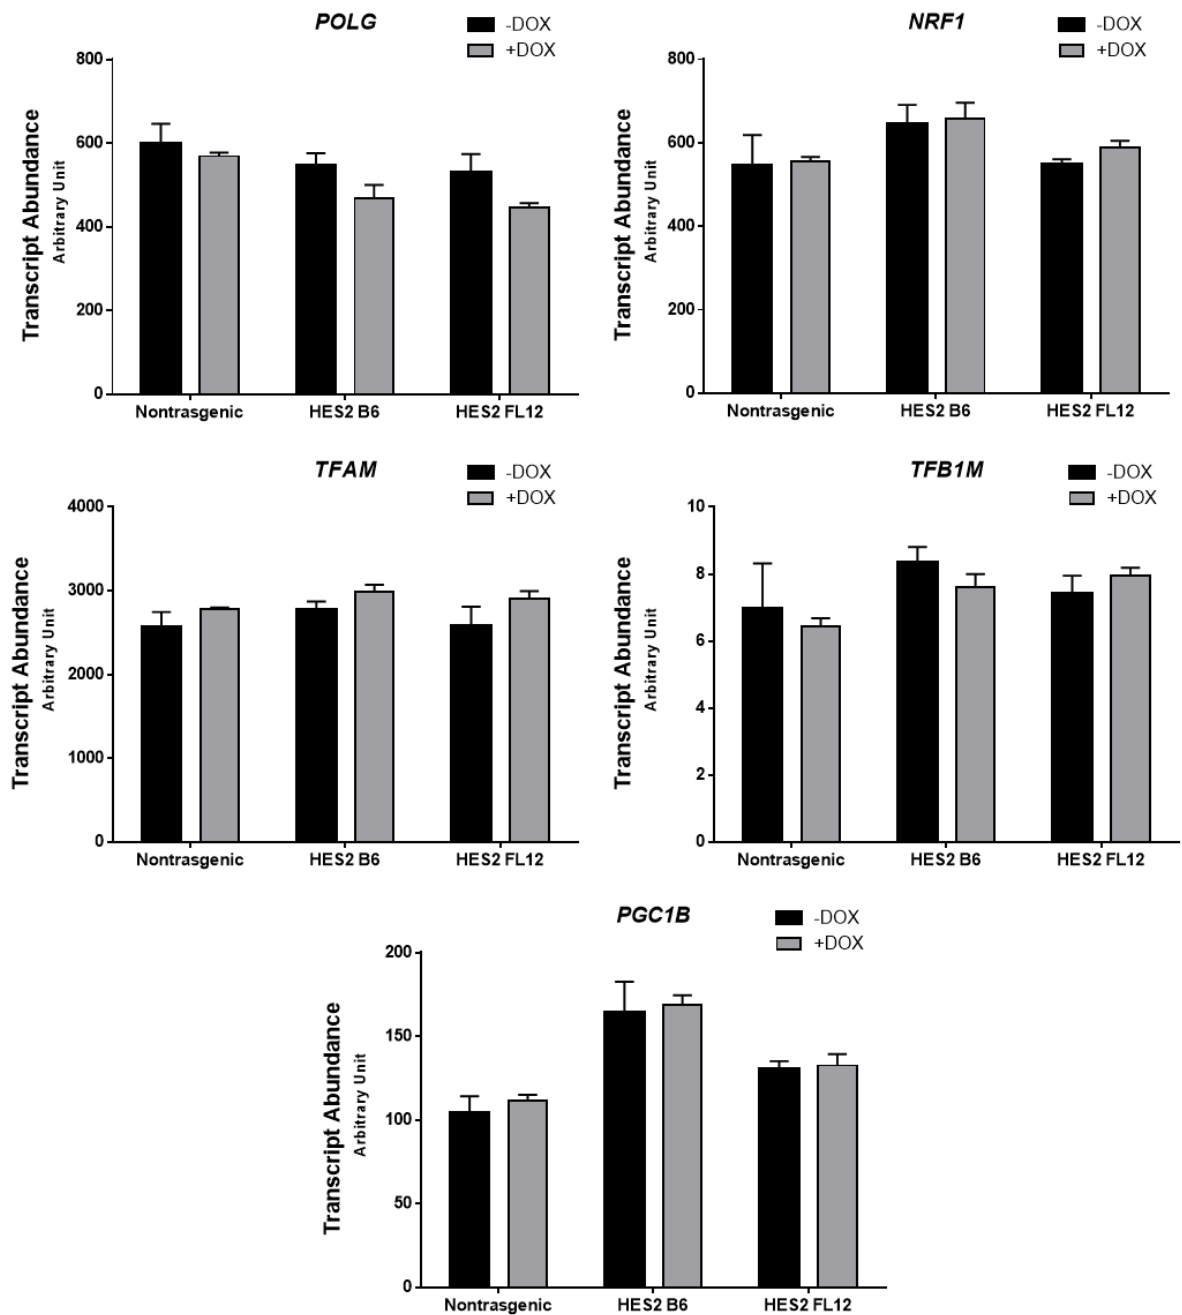 POLG
-DOX
+DOX
800
600
400
200
0
Transcript Abundance
Arbitrary Unit
Nontrasgenic
HES2 B6
HES2 FL12
NRF1
-DOX
+DOX
800
600
400
200
0
Transcript Abundance
Arbitrary Unit
Nontrasgenic
HES2 B6
HES2 FL12
TFAM
-DOX
+DOX
4000
3000
2000
1000
0
Transcript Abundance
Arbitrary Unit
Nontrasgenic
HES2 B6
HES2 FL12
TFB1M
-DOX
+DOX
10
8
6
4
2
0
Transcript Abundance
Arbitrary Unit
Nontrasgenic
HES2 B6
HES2 FL12
PGC1B
-DOX
+DOX
200
150
100
50
0
Transcript Abundance
Arbitrary Unit
Nontrasgenic
HES2 B6
HES2 FL12